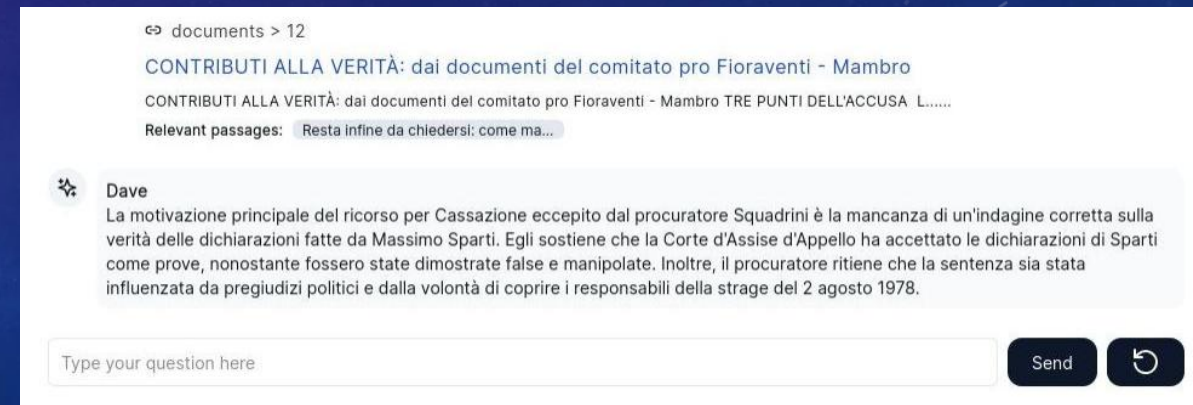 documents > 12
CONTRIBUTI ALLA VERITÀ: dai documenti del comitato pro Fioraventi - Mambro
CONTRIBUTI ALLA VERITÀ: dai documenti del comitato pro Fioraventi - Mambro TRE PUNTI DELL'ACCUSA L......
Relevant passages: Resta infine da chiedersi: come ma...
Dave
La motivazione principale del ricorso per Cassazione eccepito dal procuratore Squadrini è la mancanza di un'indagine corretta sulla
verità delle dichiarazioni fatte da Massimo Sparti. Egli sostiene che la Corte d'Assise d'Appello ha accettato le dichiarazioni di Sparti
come prove, nonostante fossero state dimostrate false e manipolate. Inoltre, il procuratore ritiene che la sentenza sia stata
influenzata da pregiudizi politici e dalla volontà di coprire i responsabili della strage del 2 agosto 1978.
Type your question here
Send